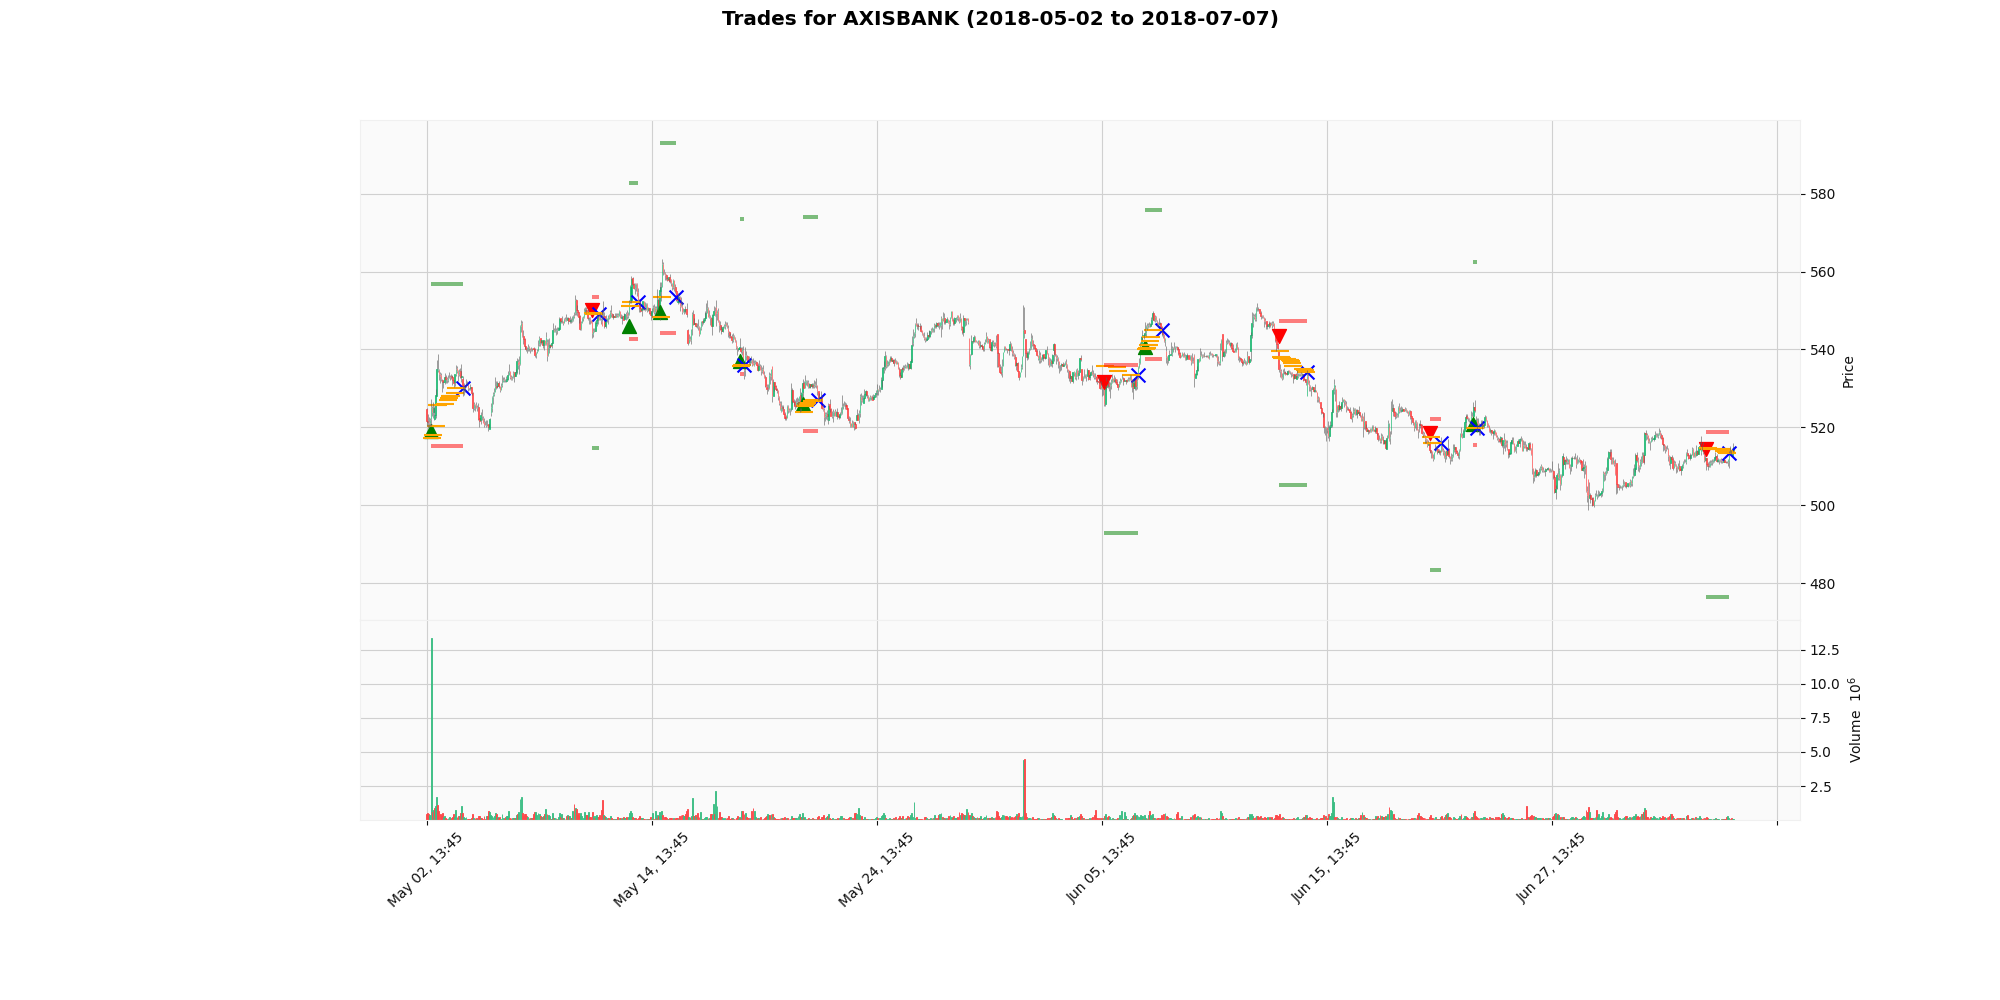 Trades for AXISBANK (2018-05-02 to 2018-07-07)
580
560
540
520
500
480
Price
12.5
10.0
7.5
5.0
2.5
Volume 10^6
May 02, 13:45
May 14, 13:45
May 24, 13:45
Jun 05, 13:45
Jun 15, 13:45
Jun 27, 13:45